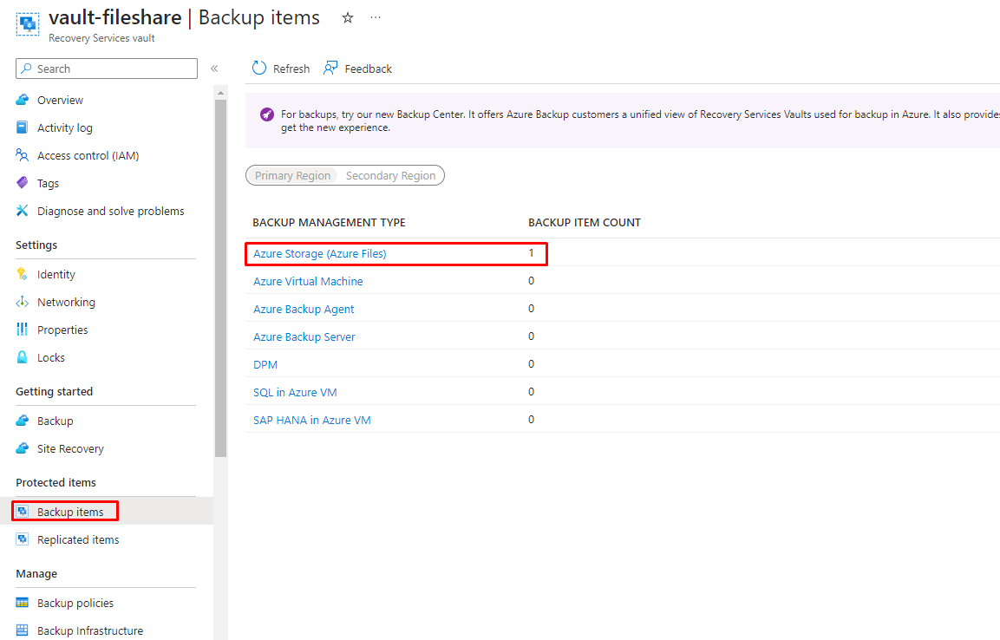 vault-fileshare | Backup items
Recovery Services vault
Search
Overview
Activity log
Access control (IAM)
Tags
Diagnose and solve problems
Settings
Identity
Networking
Properties
Locks
Getting started
Backup
Site Recovery
Protected items
Backup items
Replicated items
Manage
Backup policies
Backup Infrastructure
Refresh Feedback
For backups, try our new Backup Center. It offers Azure Backup customers a unified view of Recovery Services Vaults used for backup in Azure. It also provides
get the new experience.
Primary Region Secondary Region
BACKUP MANAGEMENT TYPE BACKUP ITEM COUNT
Azure Storage (Azure Files) 1
Azure Virtual Machine 0
Azure Backup Agent 0
Azure Backup Server 0
DPM 0
SQL in Azure VM 0
SAP HANA in Azure VM 0